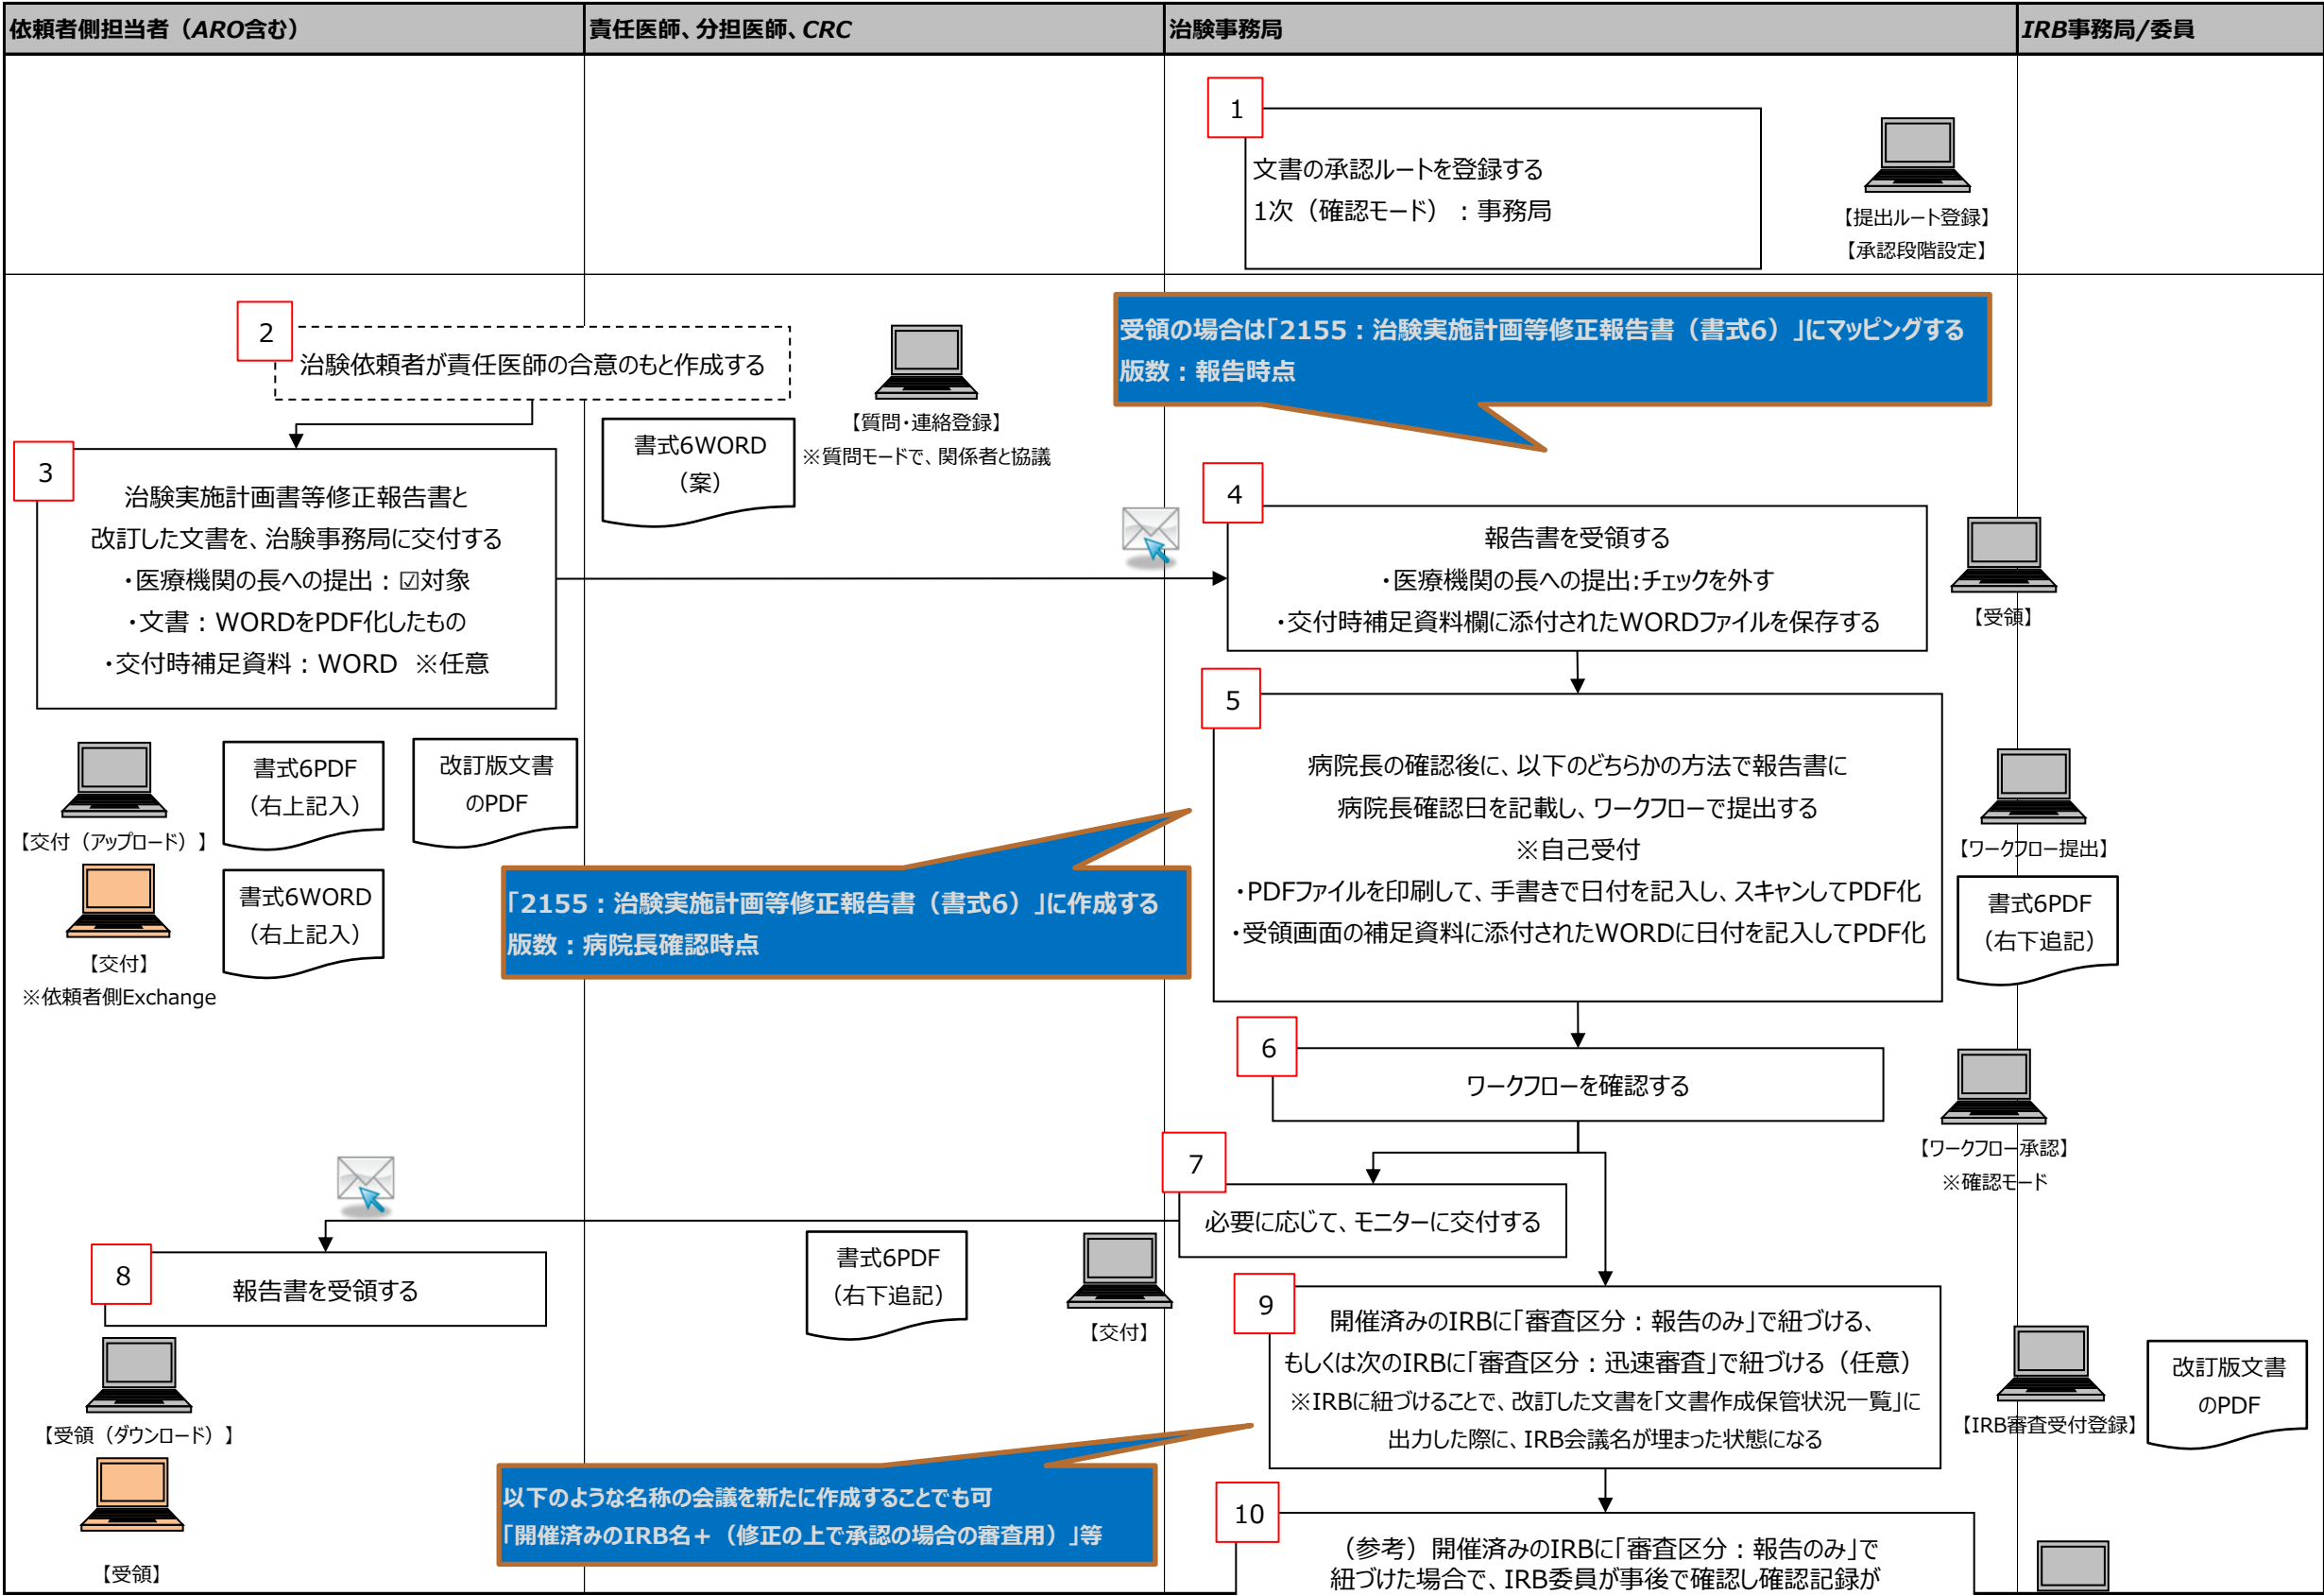 依頼者側担当者（ARO含む）
責任医師、分担医師、CRC
治験事務局
IRB事務局/委員
1
文書の承認ルートを登録する
1次（確認モード）：事務局
【提出ルート登録】
【承認段階設定】
2
治験依頼者が責任医師の合意のもと作成する
【質問・連絡登録】
※質問モードで、関係者と協議
書式6WORD
（案）
受領の場合は「2155：治験実施計画等修正報告書（書式6）」にマッピングする
版数：報告時点
3
治験実施計画書等修正報告書と
改訂した文書を、治験事務局に交付する
・医療機関の長への提出：☑対象
・文書：WORDをPDF化したもの
・交付時補足資料：WORD　※任意
4
報告書を受領する
・医療機関の長への提出:チェックを外す
・交付時補足資料欄に添付されたWORDファイルを保存する
【受領】
【交付（アップロード）】
書式6PDF
（右上記入）
改訂版文書
のPDF
【交付】
※依頼者側Exchange
書式6WORD
（右上記入）
5
病院長の確認後に、以下のどちらかの方法で報告書に
病院長確認日を記載し、ワークフローで提出する
※自己受付
・PDFファイルを印刷して、手書きで日付を記入し、スキャンしてPDF化
・受領画面の補足資料に添付されたWORDに日付を記入してPDF化
【ワークフロー提出】
書式6PDF
（右下追記）
「2155：治験実施計画等修正報告書（書式6）」に作成する
版数：病院長確認時点
6
ワークフローを確認する
【ワークフロー承認】
※確認モード
7
必要に応じて、モニターに交付する
書式6PDF
（右下追記）
【交付】
8
報告書を受領する
【受領（ダウンロード）】
【受領】
9
開催済みのIRBに「審査区分：報告のみ」で紐づける、
もしくは次のIRBに「審査区分：迅速審査」で紐づける（任意）
※IRBに紐づけることで、改訂した文書を「文書作成保管状況一覧」に
出力した際に、IRB会議名が埋まった状態になる
【IRB審査受付登録】
改訂版文書
のPDF
以下のような名称の会議を新たに作成することでも可
「開催済みのIRB名＋（修正の上で承認の場合の審査用）」等
10
（参考）開催済みのIRBに「審査区分：報告のみ」で
紐づけた場合で、IRB委員が事後で確認し確認記録が